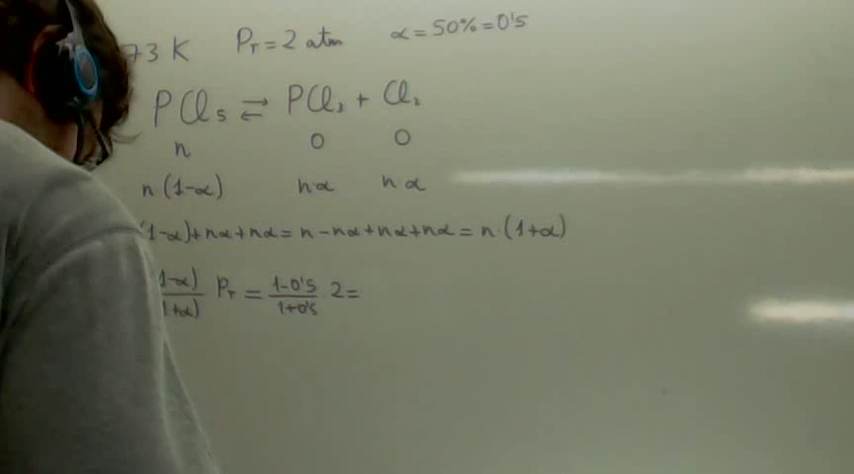 73 K P_T = 2 atm α = 50% = 0'5
PCl₅ ⇄ PCl₃ + Cl₂
n 0 0
n (1-α) nα nα
(1-α)+nα+nα = n-nα+nα+nα = n·(1+α)
1-α) / 1+α) P_T = 1-0'5 / 1+0'5 2 =